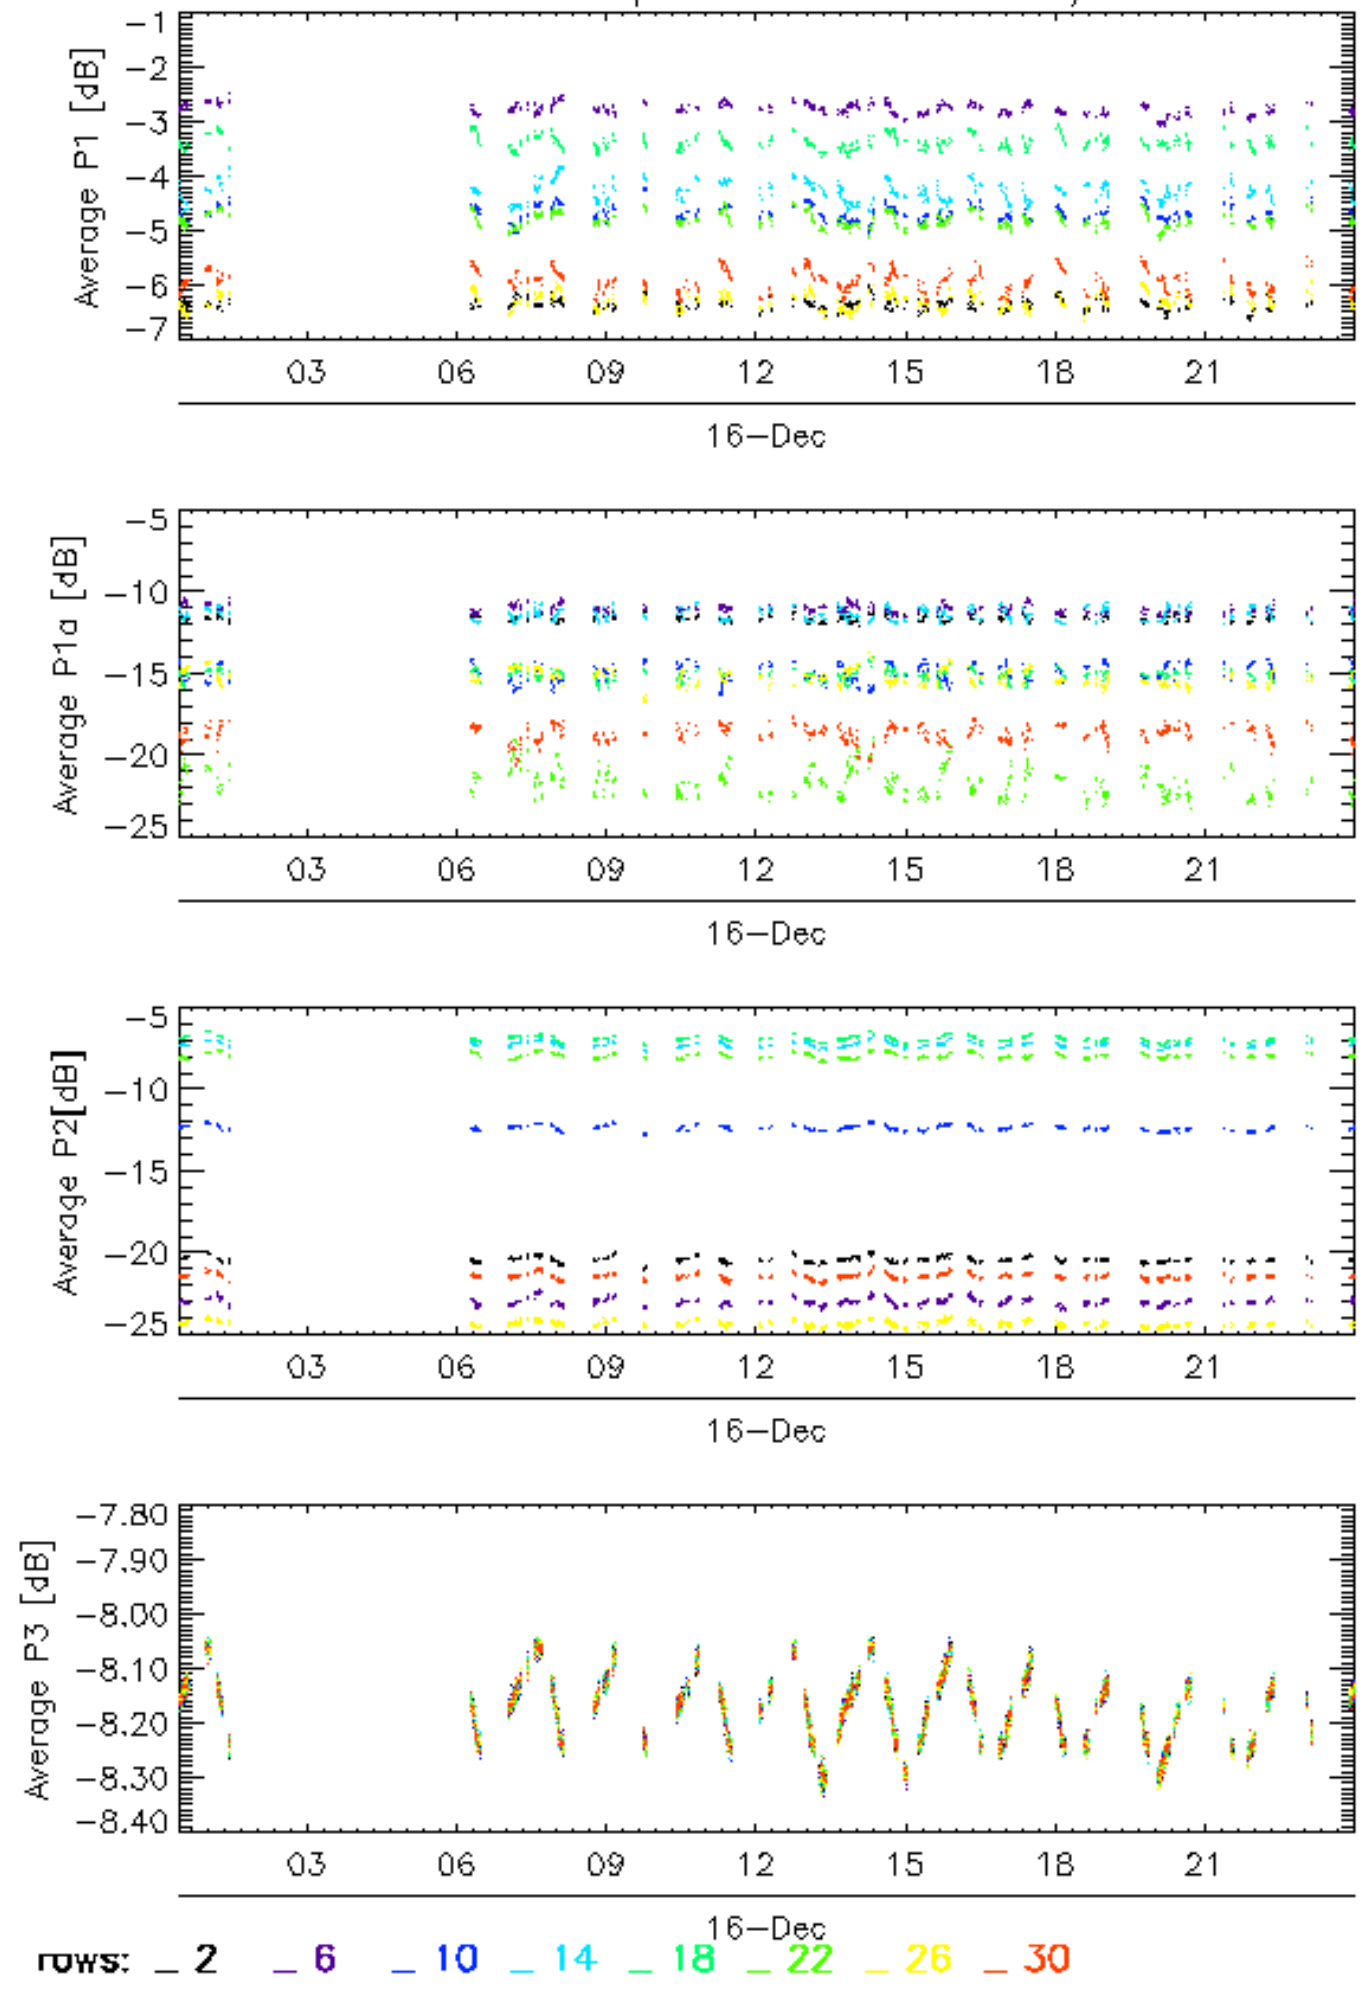 Average P1 [dB]
−1
−2
−3
−4
−5
−6
−7
03 06 09 12 15 18 21
16−Dec
Average P1a [dB]
−5
−10
−15
−20
−25
03 06 09 12 15 18 21
16−Dec
Average P2[dB]
−5
−10
−15
−20
−25
03 06 09 12 15 18 21
16−Dec
Average P3 [dB]
−7.80
−7.90
−8.00
−8.10
−8.20
−8.30
−8.40
03 06 09 12 15 18 21
16−Dec
rows: _ 2 _ 6 _ 10 _ 14 _ 18 _ 22 _ 26 _ 30